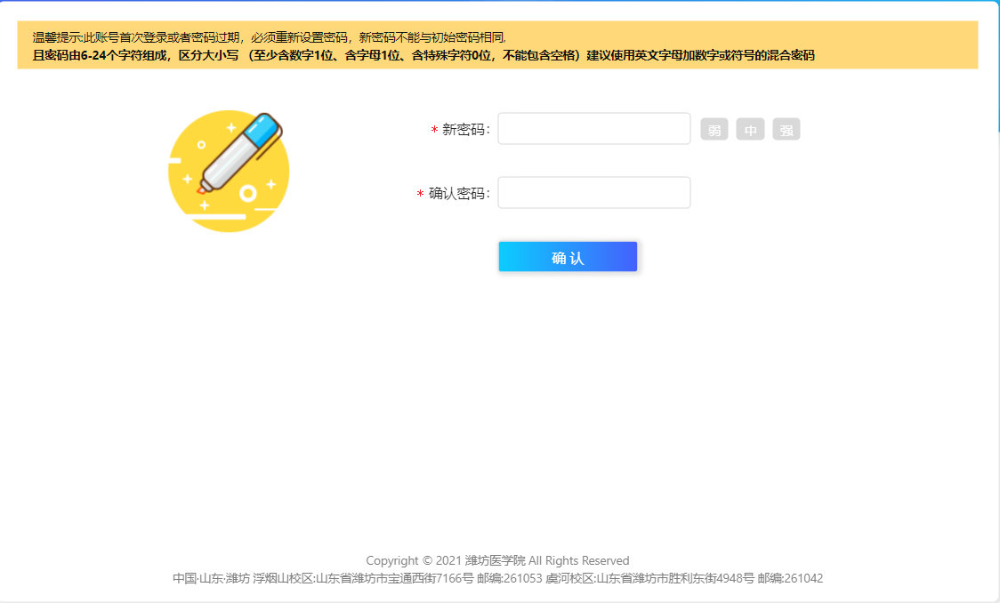 温馨提示:此账号首次登录或者密码过期，必须重新设置密码，新密码不能与初始密码相同,
且密码由6-24个字符组成，区分大小写 （至少含数字1位、含字母1位、含特殊字符0位，不能包含空格）建议使用英文字母加数字或符号的混合密码
* 新密码： 弱 中 强
* 确认密码：
确 认
Copyright © 2021 潍坊医学院 All Rights Reserved
中国·山东·潍坊 浮烟山校区:山东省潍坊市宝通西街7166号 邮编:261053 虞河校区:山东省潍坊市胜利东街4948号 邮编:261042